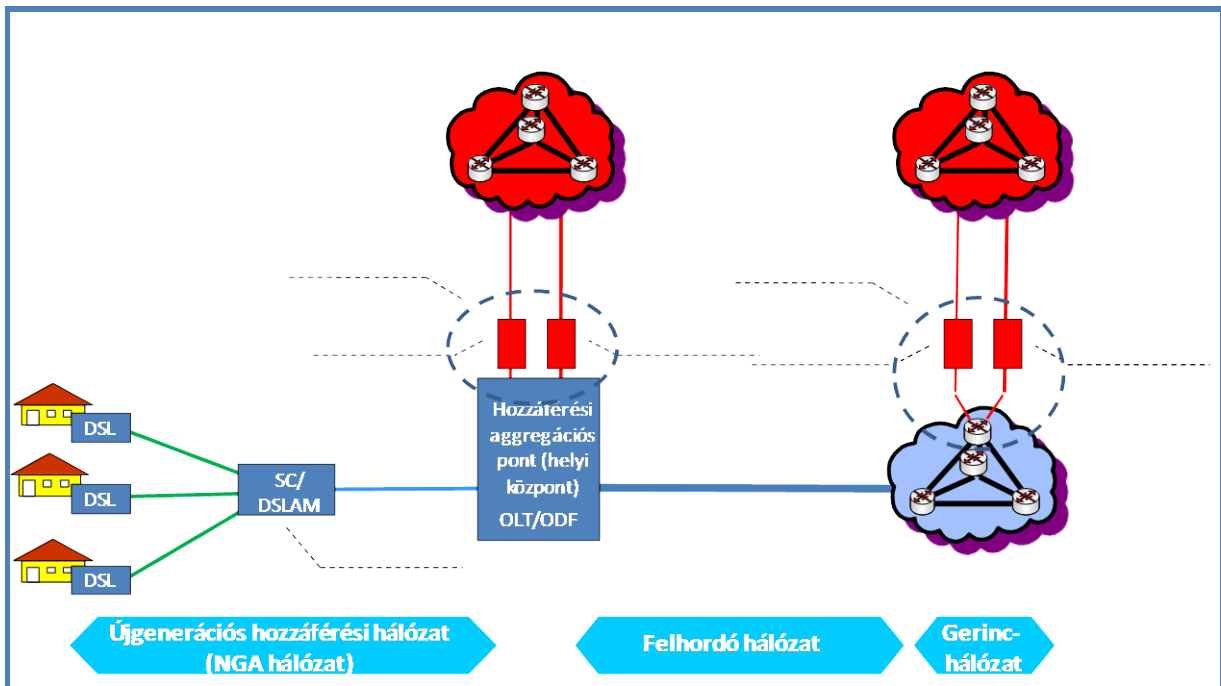 Hozzáférési
aggregációs
pont (helyi
központ)
OLT/ODF
DSL
DSL
DSL
SC/
DSLAM
Újgenerációs hozzáférési hálózat
(NGA hálózat)
Felhordó hálózat
Gerinc-
hálózat